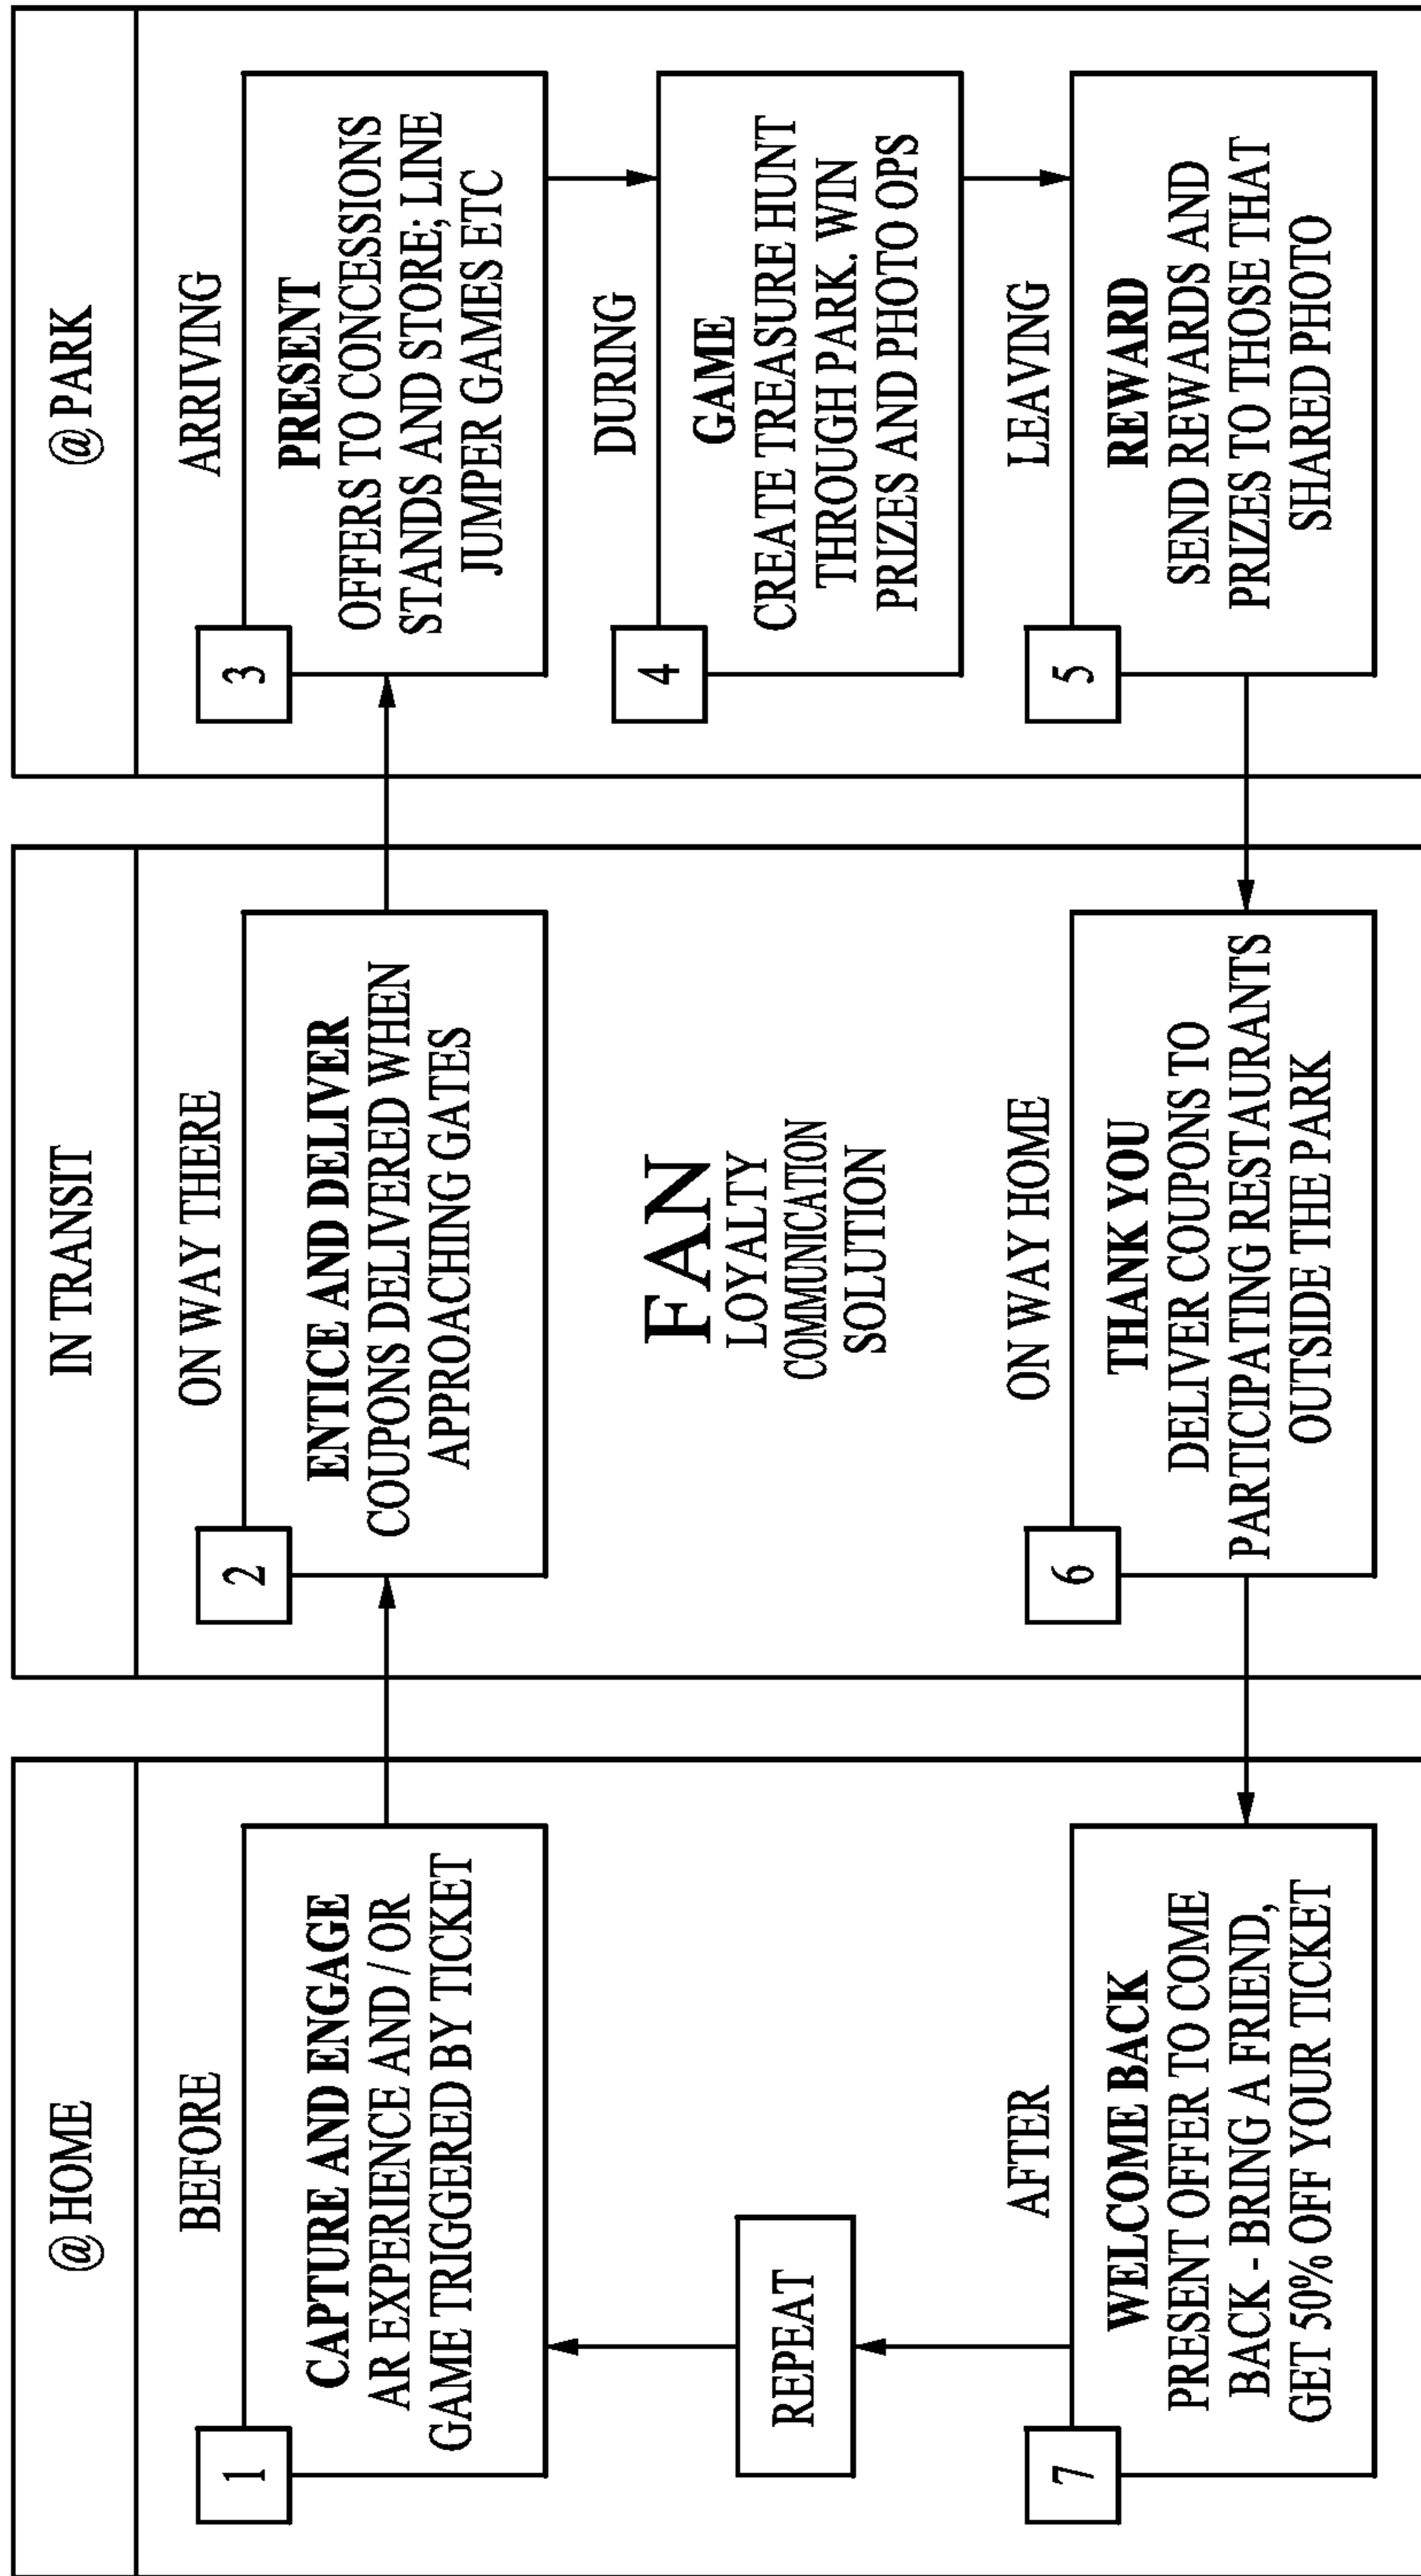 @ HOME
BEFORE
1
CAPTURE AND ENGAGE
AR EXPERIENCE AND / OR
GAME TRIGGERED BY TICKET
REPEAT
AFTER
7
WELCOME BACK
PRESENT OFFER TO COME
BACK - BRING A FRIEND,
GET 50% OFF YOUR TICKET
IN TRANSIT
ON WAY THERE
2
ENTICE AND DELIVER
COUPONS DELIVERED WHEN
APPROACHING GATES
FAN
LOYALTY
COMMUNICATION
SOLUTION
ON WAY HOME
6
THANK YOU
DELIVER COUPONS TO
PARTICIPATING RESTAURANTS
OUTSIDE THE PARK
@ PARK
ARRIVING
3
PRESENT
OFFERS TO CONCESSIONS
STANDS AND STORE; LINE
JUMPER GAMES ETC
DURING
4
GAME
CREATE TREASURE HUNT
THROUGH PARK. WIN
PRIZES AND PHOTO OPS
LEAVING
5
REWARD
SEND REWARDS AND
PRIZES TO THOSE THAT
SHARED PHOTO